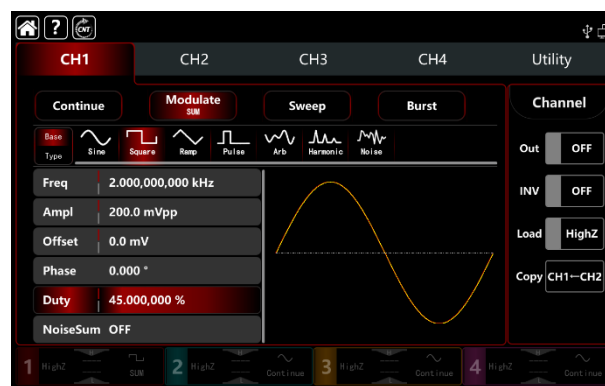 ? CNT
CH1 CH2 CH3 CH4 Utility
Continue Modulate SUM Sweep Burst Channel
Base Type Sine Square Ramp Pulse Arb Harmonic Noise
Out OFF
Freq 2.000,000,000 kHz
INV OFF
Ampl 200.0 mVpp
Load HighZ
Offset 0.0 mV
Phase 0.000 °
Copy CH1←CH2
Duty 45.000,000 %
NoiseSum OFF
1 HighZ SUM 2 HighZ Continue 3 HighZ Continue 4 HighZ Continue